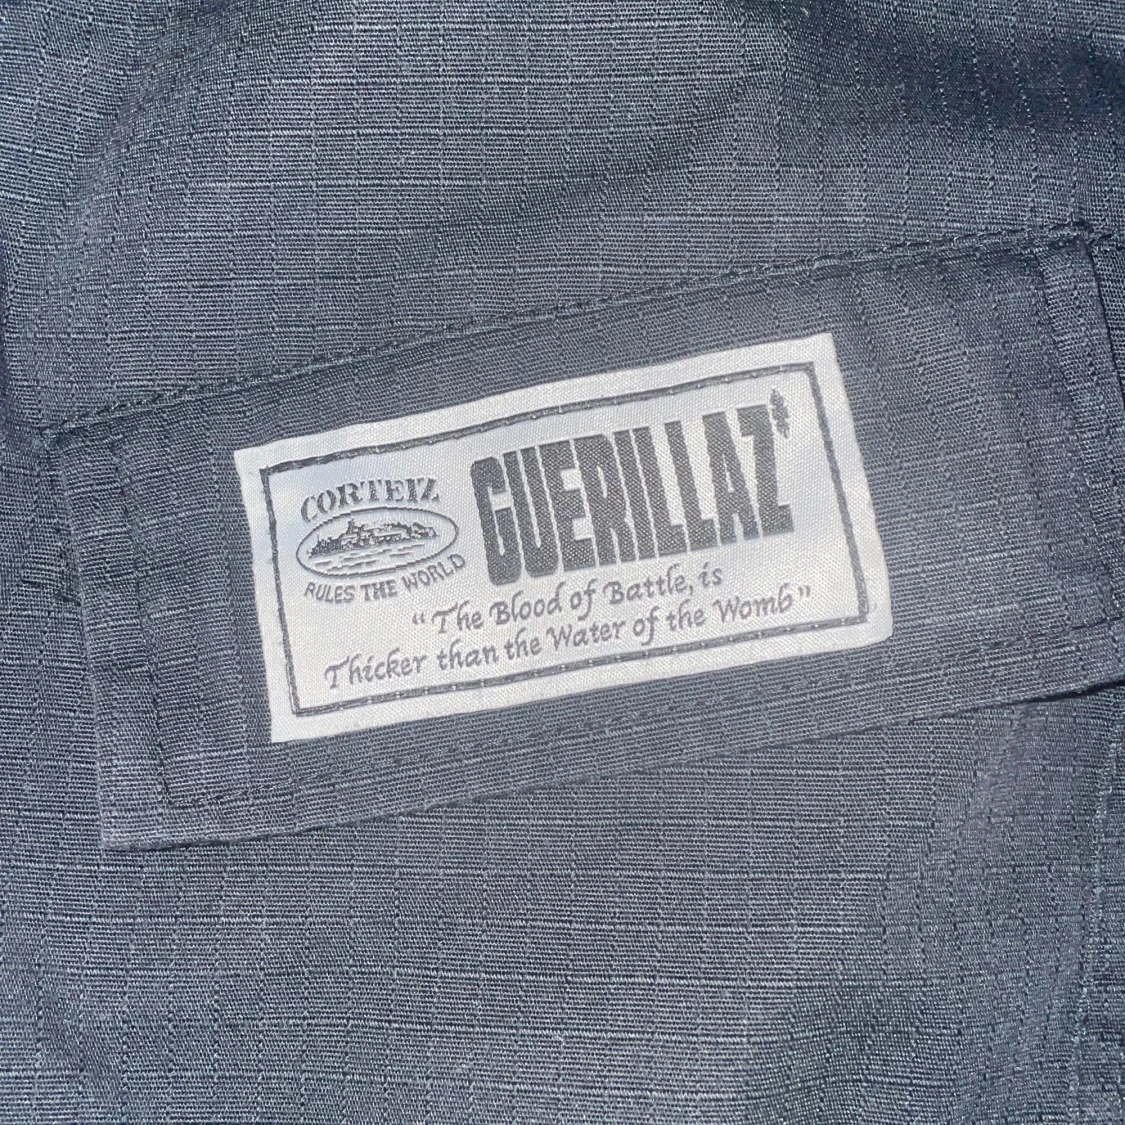 CORTEIZ
RULES THE WORLD
GUERILLAZ
“The Blood of Battle, is
Thicker than the Water of the Womb”